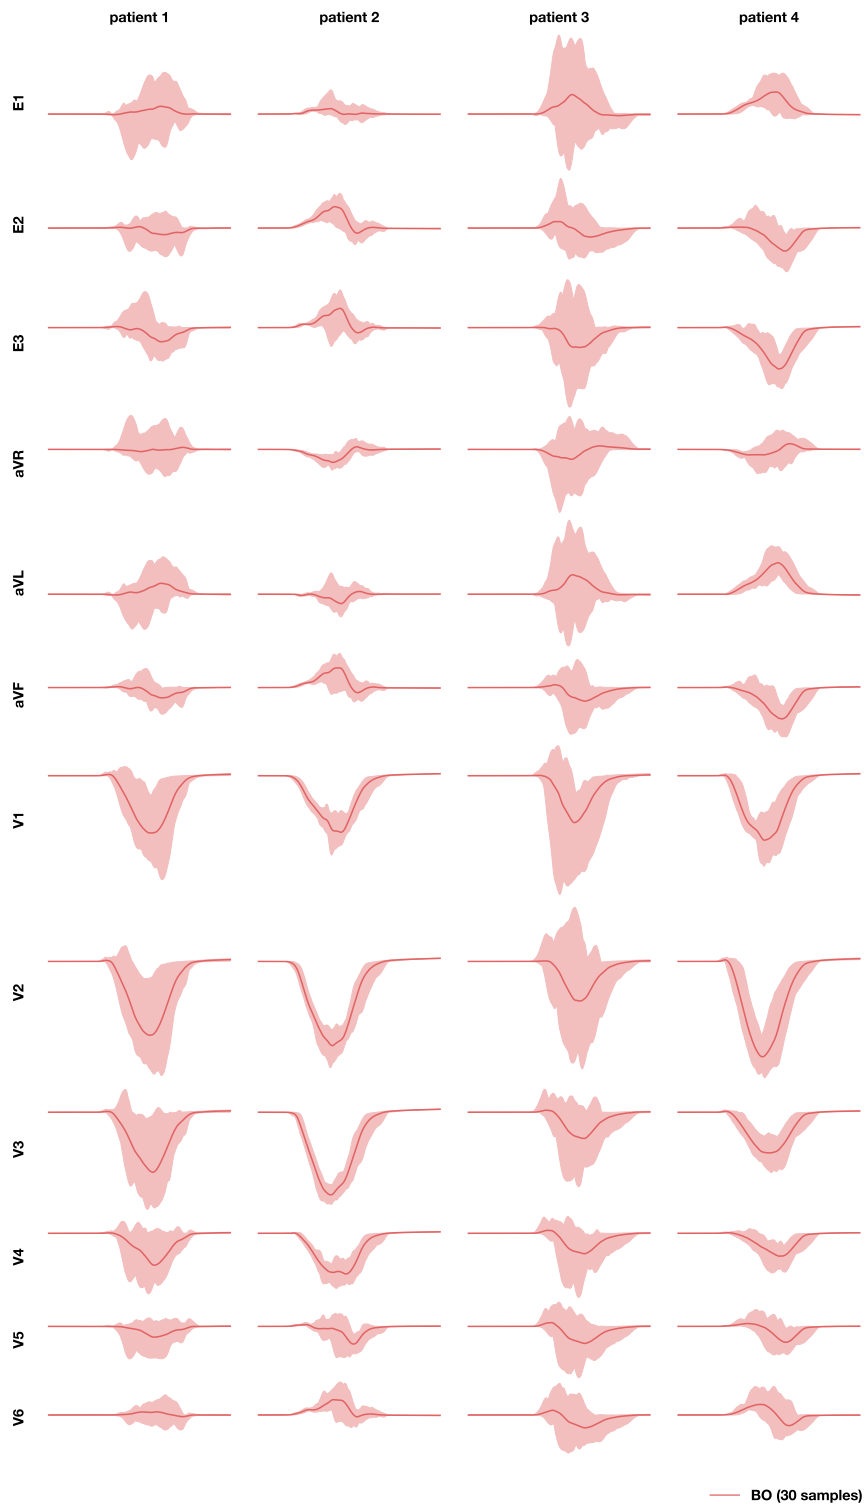 patient 1 patient 2 patient 3 patient 4
E1
E2
E3
aVR
aVL
aVF
V1
V2
V3
V4
V5
V6
BO (30 samples)